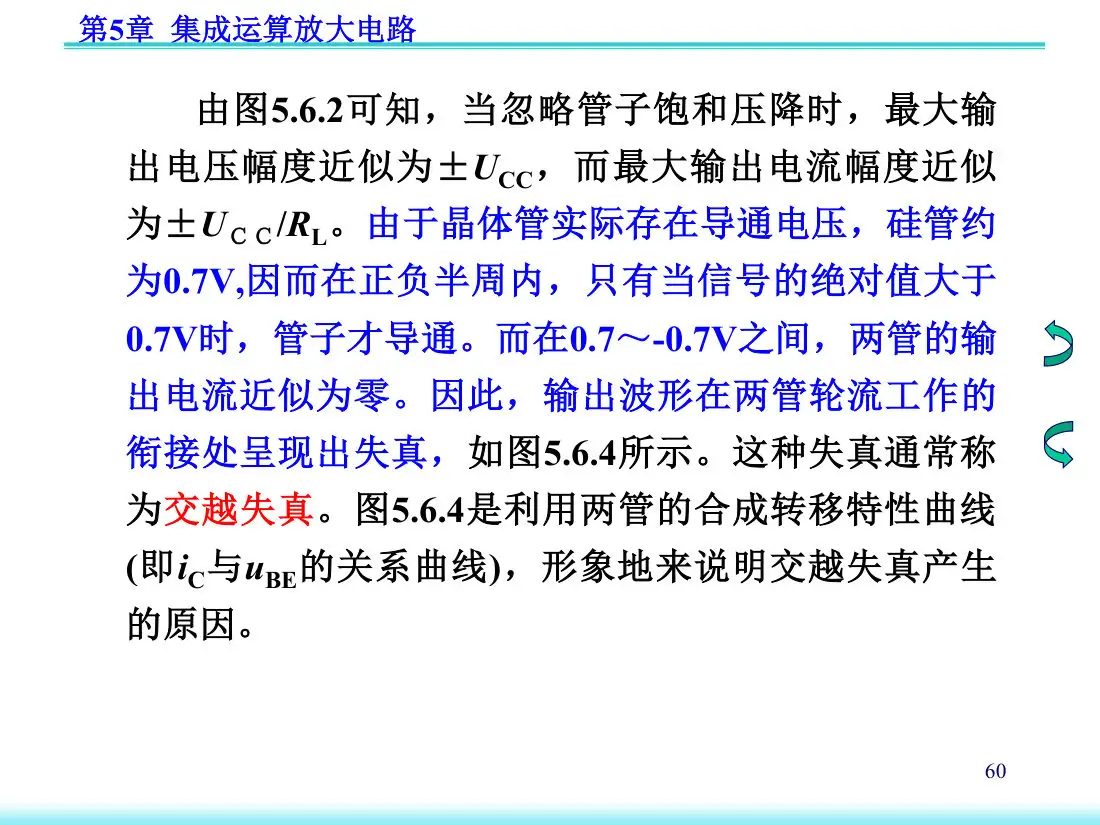 第5章 集成运算放大电路
由图5.6.2可知，当忽略管子饱和压降时，最大输
出电压幅度近似为±UCC，而最大输出电流幅度近似
为±UＣＣ/RL。由于晶体管实际存在导通电压，硅管约
为0.7V,因而在正负半周内，只有当信号的绝对值大于
0.7V时，管子才导通。而在0.7～-0.7V之间，两管的输
出电流近似为零。因此，输出波形在两管轮流工作的
衔接处呈现出失真，如图5.6.4所示。这种失真通常称
为交越失真。图5.6.4是利用两管的合成转移特性曲线
(即iC与uBE的关系曲线)，形象地来说明交越失真产生
的原因。
60